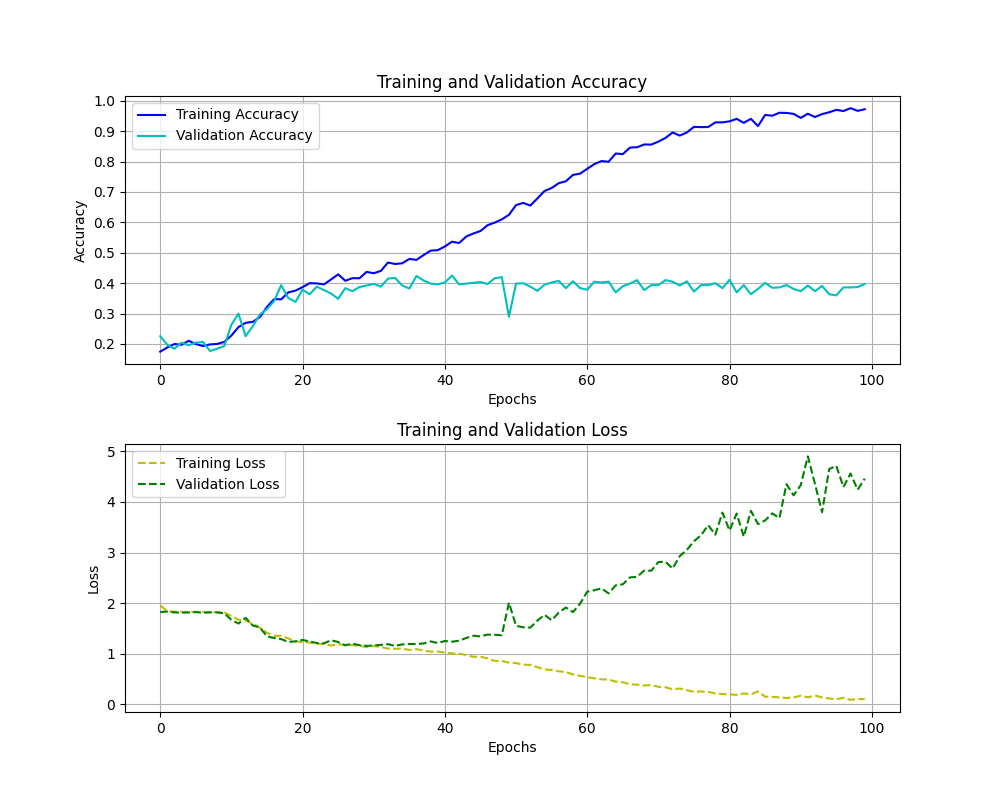 Training and Validation Accuracy
Training Accuracy
Validation Accuracy
Accuracy
1.0
0.9
0.8
0.7
0.6
0.5
0.4
0.3
0.2
0 20 40 60 80 100
Epochs
Training and Validation Loss
Training Loss
Validation Loss
Loss
5
4
3
2
1
0
0 20 40 60 80 100
Epochs